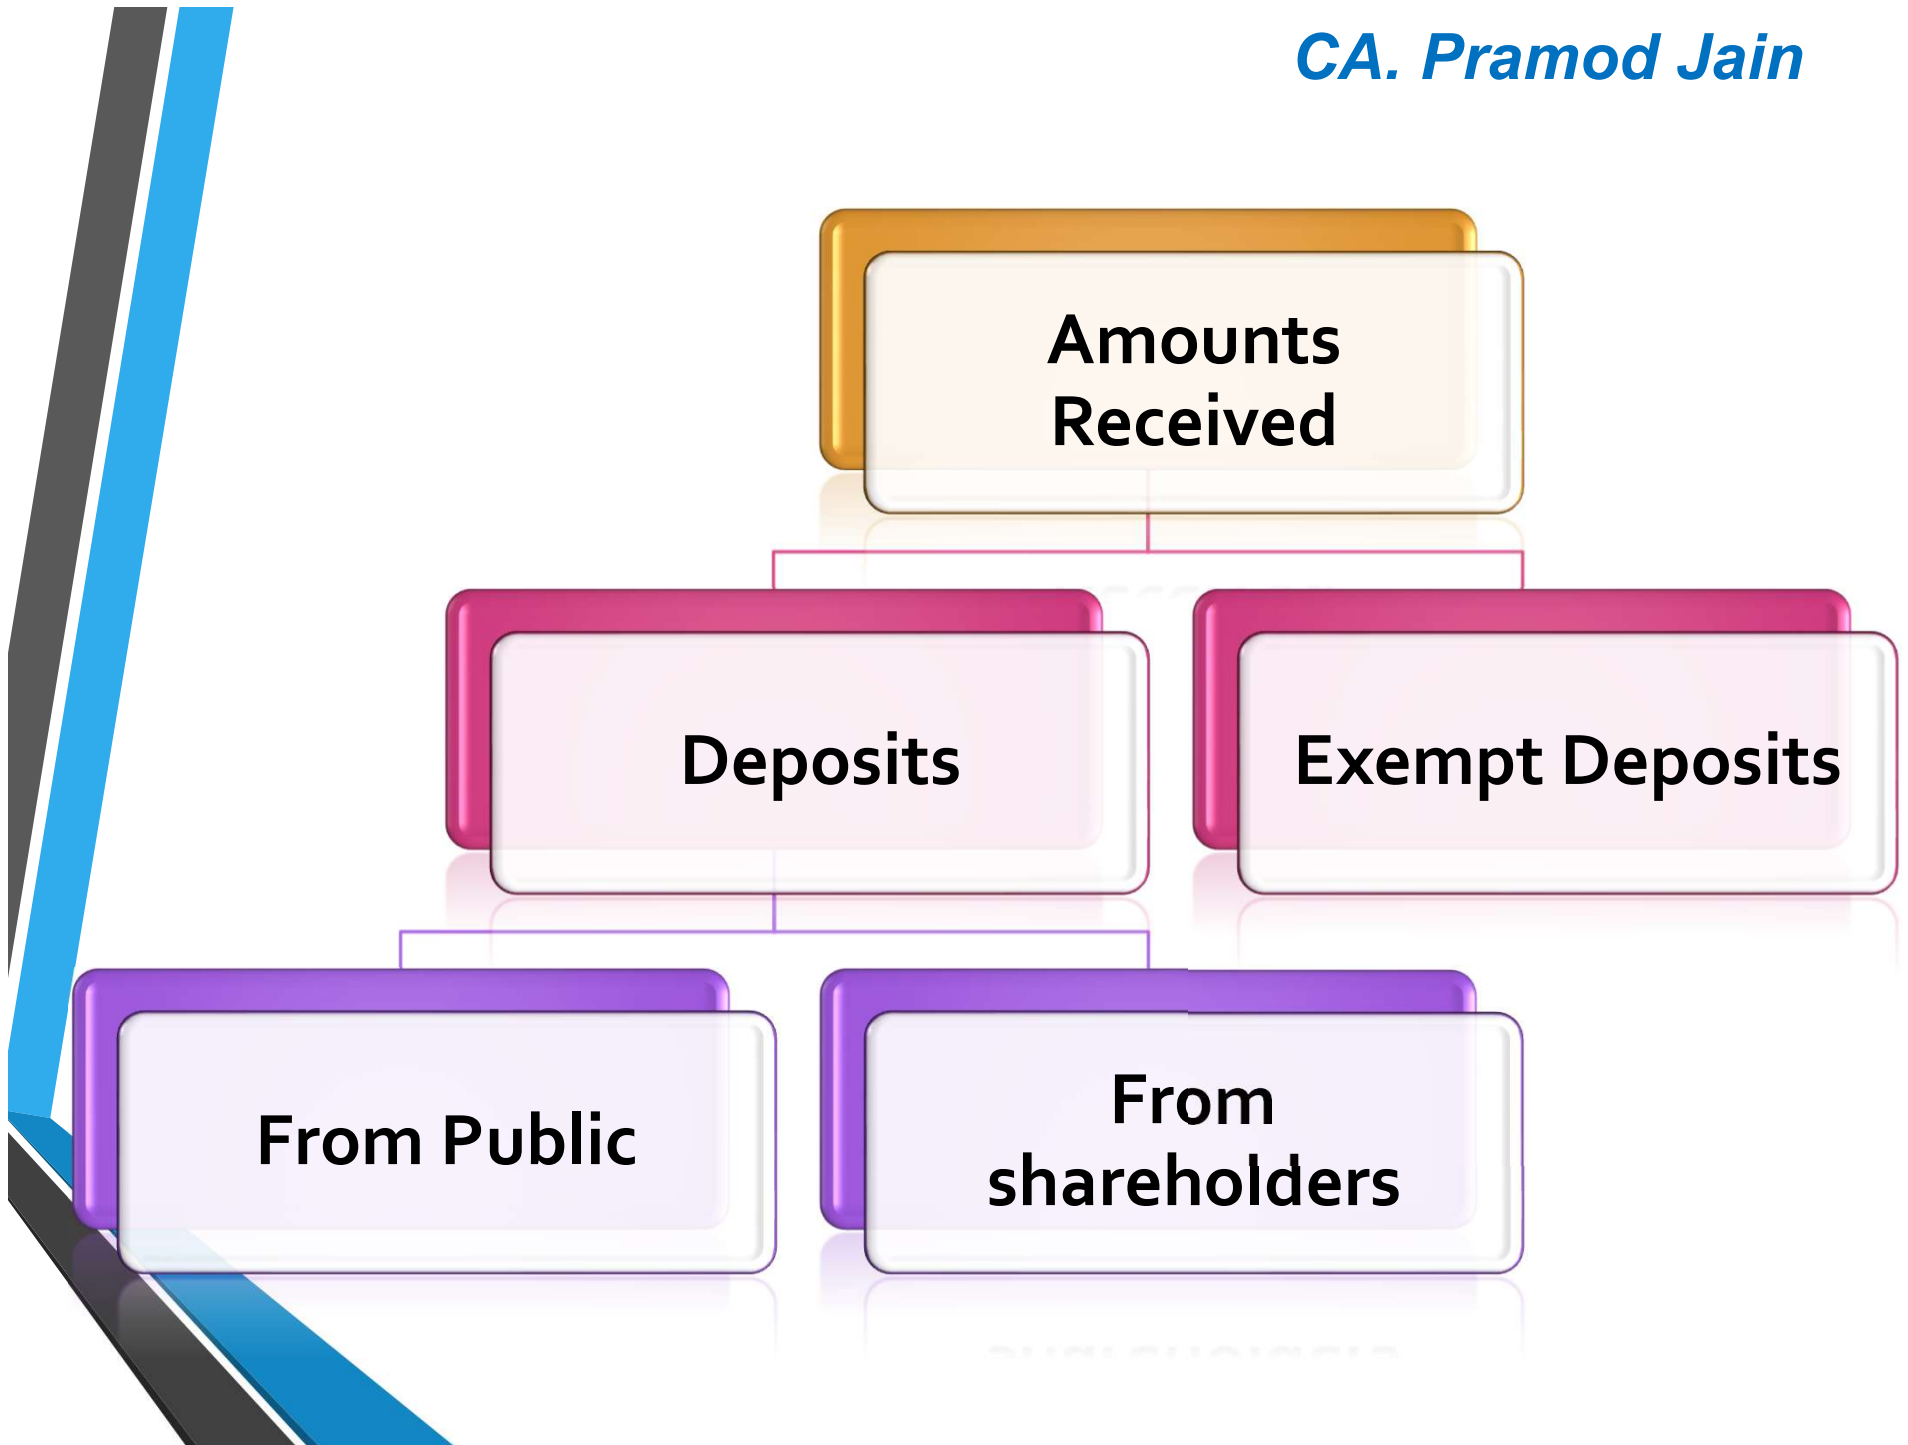 CA. Pramod Jain
Amounts
Received
Deposits
Exempt Deposits
From Public
From
shareholders